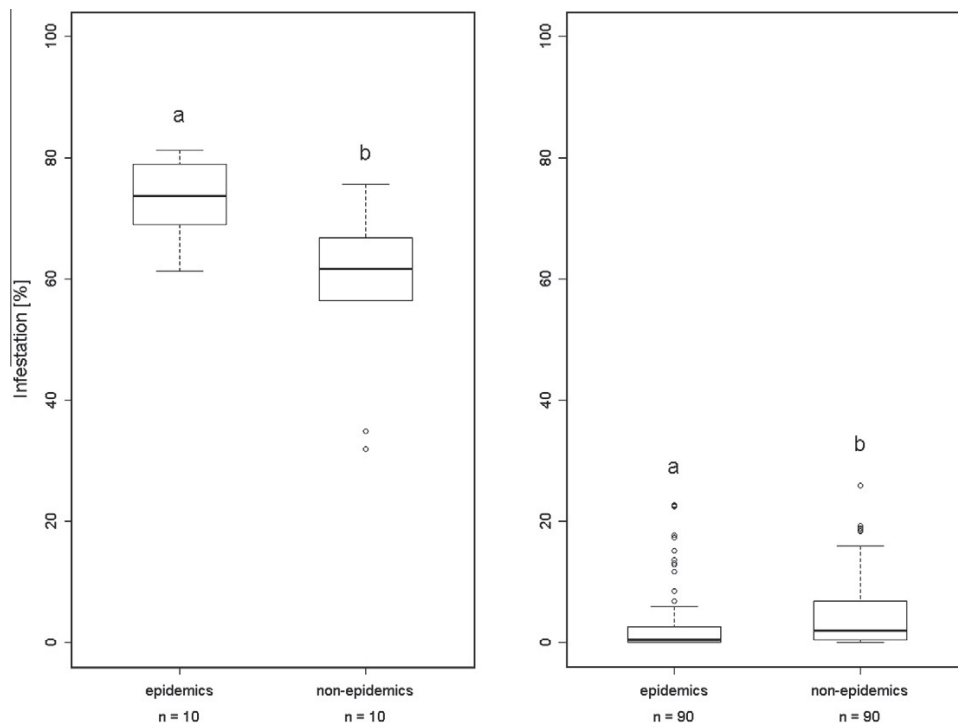 Infestation [%]
100
80
60
40
20
0
a
b
epidemics
n = 10
non-epidemics
n = 10
100
80
60
40
20
0
a
b
epidemics
n = 90
non-epidemics
n = 90